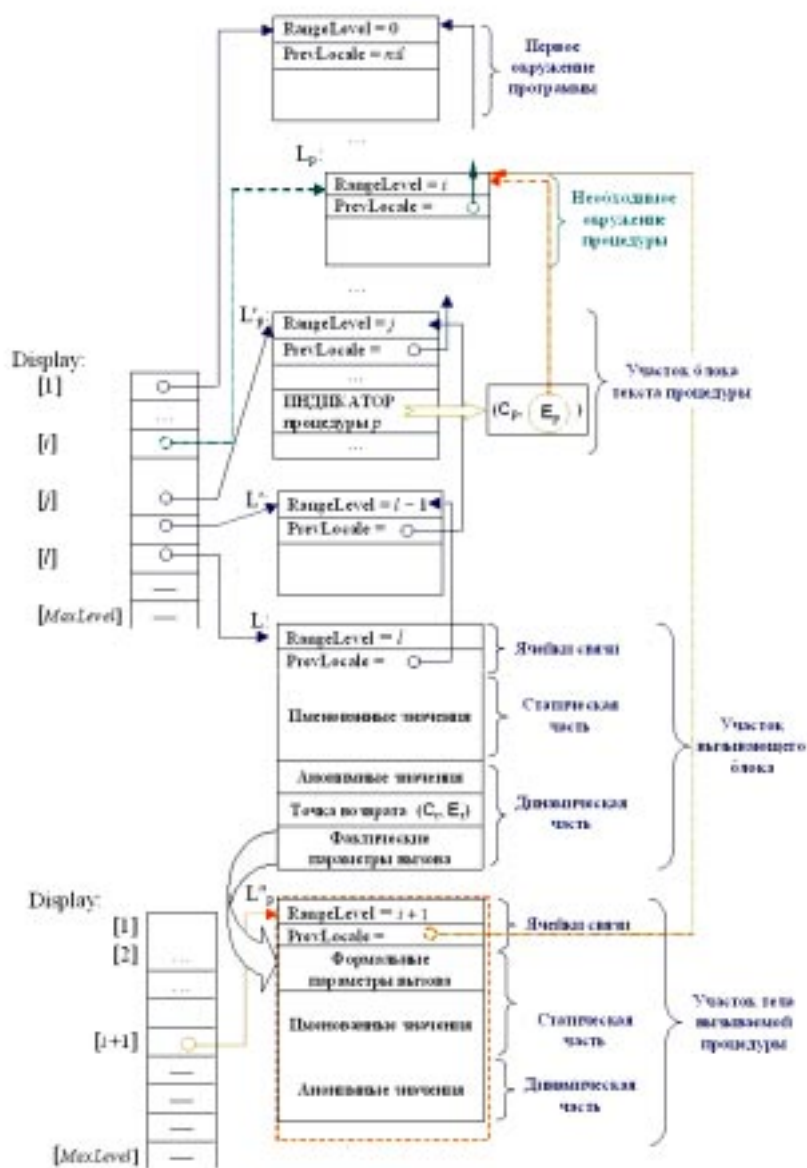 RangeLevel = 0
PrevLocale = nil
Первое
окружение
программы
...
Lp:
RangeLevel = i
PrevLocale =
Необходимое
окружение
процедуры
...
L'p:
RangeLevel = j
PrevLocale =
...
ИНДИКАТОР
процедуры p
...
(Cp, Ep )
Участок блока
текста процедуры
Display:
[1]
...
[i]
[j]
[l]
—
[MaxLevel]
—
RangeLevel = l − 1
PrevLocale =
L:
RangeLevel = l
PrevLocale =
Ячейки связи
Именованные значения
Статическая
часть
Анонимные значения
Точка возврата (Cr, Er)
Фактические
параметры вызова
Динамическая
часть
Участок
вызывающего
блока
Display:
[1]
[2]
...
...
[i+1]
—
—
—
[MaxLevel]
—
L"p:
RangeLevel = i + 1
PrevLocale =
Ячейки связи
Формальные
параметры вызова
Именованные значения
Статическая
часть
Анонимные значения
Динамическая
часть
Участок тела
вызываемой
процедуры